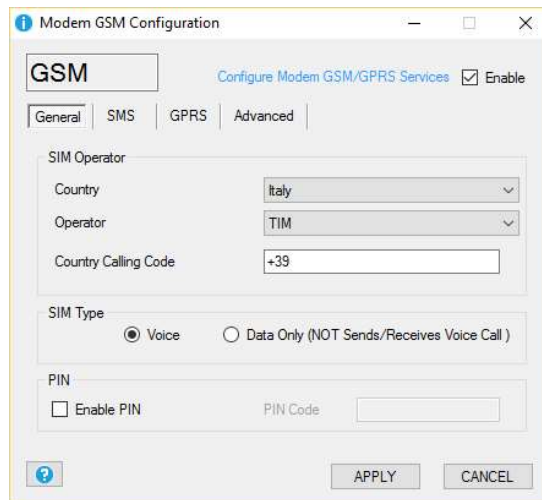 Modem GSM Configuration
GSM
Configure Modem GSM/GPRS Services Enable
General SMS GPRS Advanced
SIM Operator
Country Italy
Operator TIM
Country Calling Code +39
SIM Type
Voice Data Only (NOT Sends/Receives Voice Call )
PIN
Enable PIN PIN Code
? APPLY CANCEL